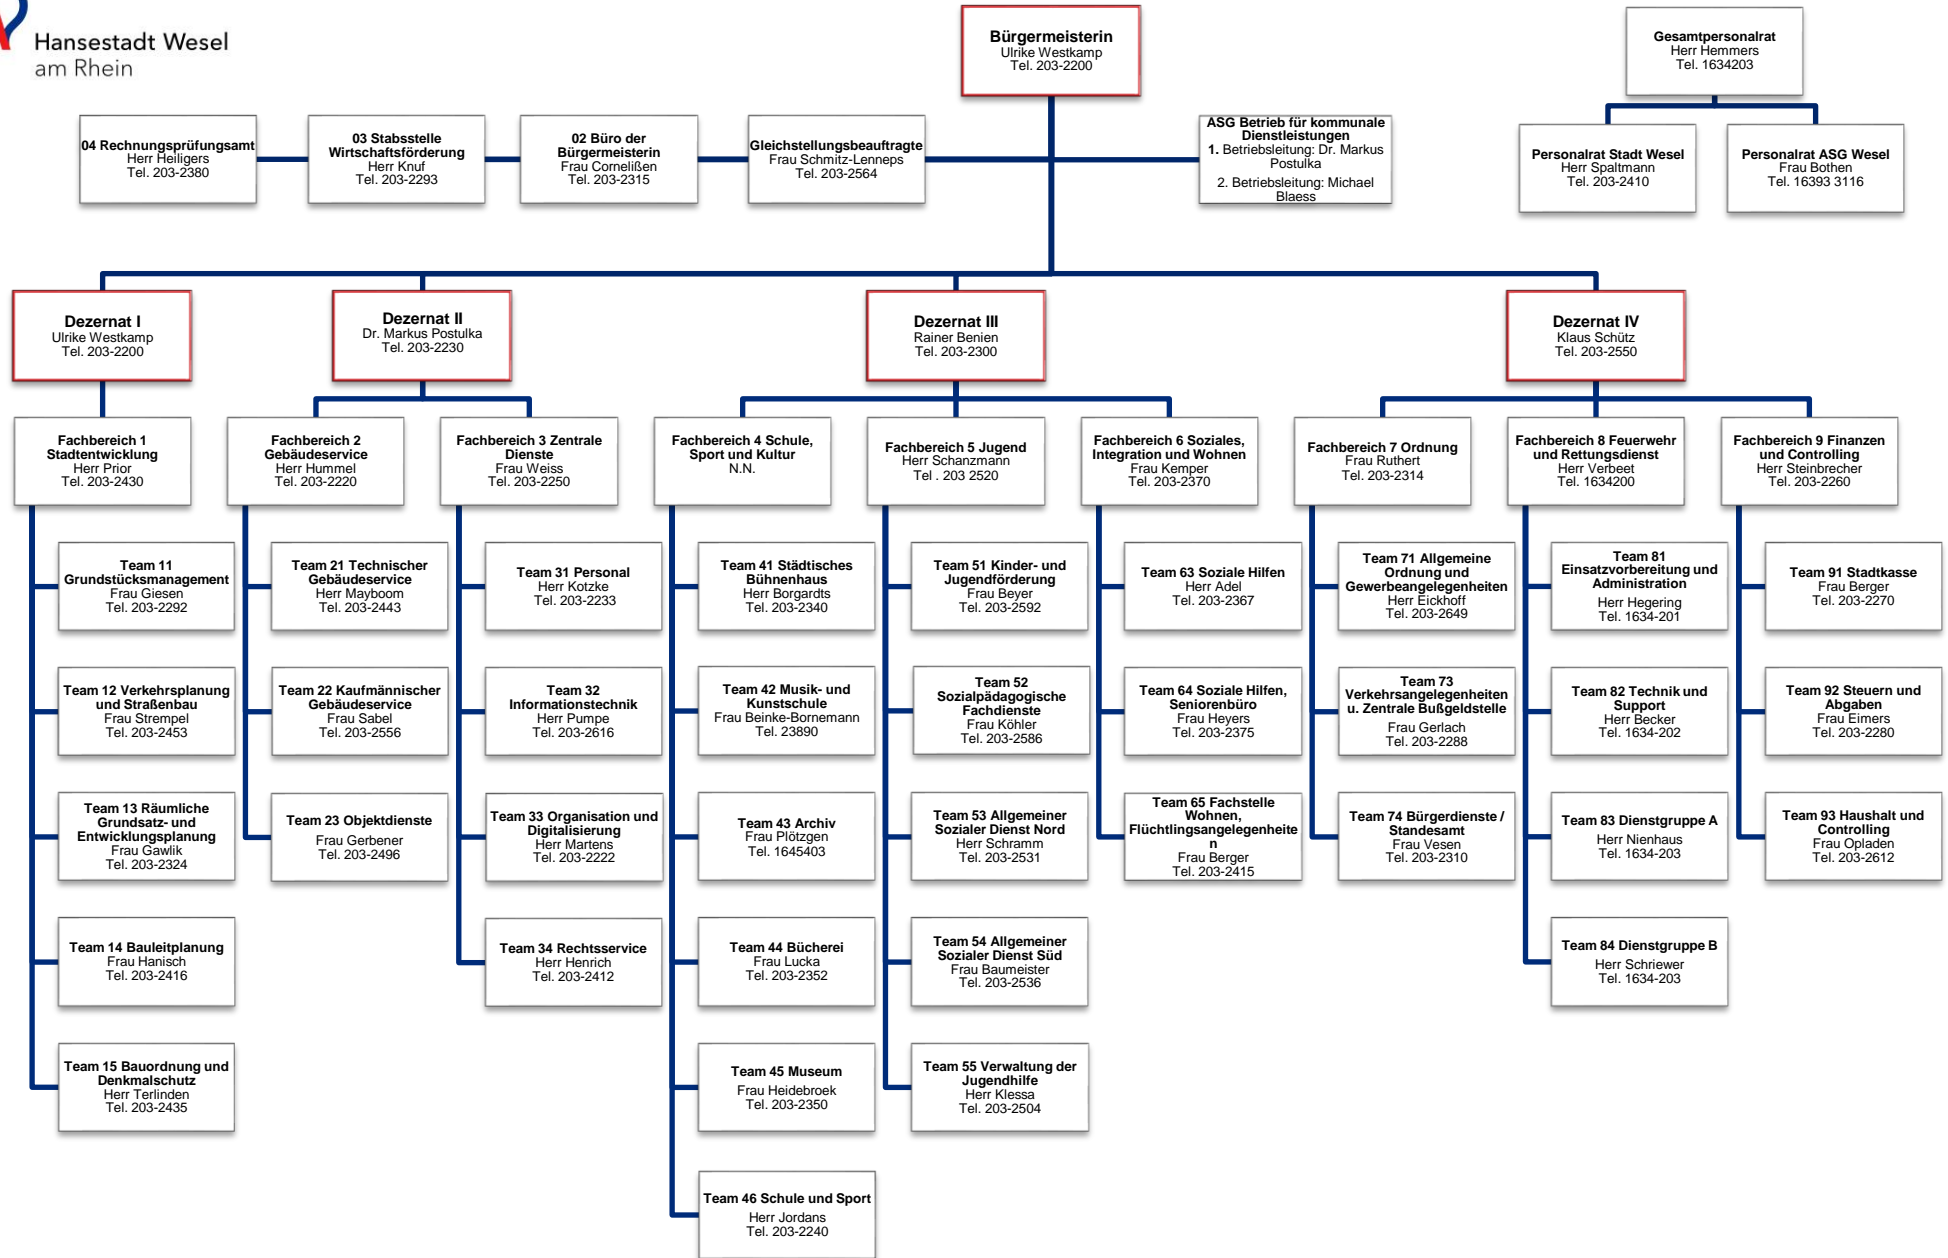 Hansestadt Wesel
am Rhein
Bürgermeisterin
Ulrike Westkamp
Tel. 203-2200
Gesamtpersonalrat
Herr Hemmers
Tel. 1634203
04 Rechnungsprüfungsamt
Herr Heiligers
Tel. 203-2380
03 Stabsstelle
Wirtschaftsförderung
Herr Knuf
Tel. 203-2293
02 Büro der
Bürgermeisterin
Frau Cornelißen
Tel. 203-2315
Gleichstellungsbeauftragte
Frau Schmitz-Lenneps
Tel. 203-2564
ASG Betrieb für kommunale
Dienstleistungen
1. Betriebsleitung: Dr. Markus
Postulka
2. Betriebsleitung: Michael
Blaess
Personalrat Stadt Wesel
Herr Spaltmann
Tel. 203-2410
Personalrat ASG Wesel
Frau Bothen
Tel. 16393 3116
Dezernat I
Ulrike Westkamp
Tel. 203-2200
Dezernat II
Dr. Markus Postulka
Tel. 203-2230
Dezernat III
Rainer Benien
Tel. 203-2300
Dezernat IV
Klaus Schütz
Tel. 203-2550
Fachbereich 1
Stadtentwicklung
Herr Prior
Tel. 203-2430
Fachbereich 2
Gebäudeservice
Herr Hummel
Tel. 203-2220
Fachbereich 3 Zentrale
Dienste
Frau Weiss
Tel. 203-2250
Fachbereich 4 Schule,
Sport und Kultur
N.N.
Fachbereich 5 Jugend
Herr Schanzmann
Tel . 203 2520
Fachbereich 6 Soziales,
Integration und Wohnen
Frau Kemper
Tel. 203-2370
Fachbereich 7 Ordnung
Frau Ruthert
Tel. 203-2314
Fachbereich 8 Feuerwehr
und Rettungsdienst
Herr Verbeet
Tel. 1634200
Fachbereich 9 Finanzen
und Controlling
Herr Steinbrecher
Tel. 203-2260
Team 11
Grundstücksmanagement
Frau Giesen
Tel. 203-2292
Team 21 Technischer
Gebäudeservice
Herr Mayboom
Tel. 203-2443
Team 31 Personal
Herr Kotzke
Tel. 203-2233
Team 41 Städtisches
Bühnenhaus
Herr Borgardts
Tel. 203-2340
Team 51 Kinder- und
Jugendförderung
Frau Beyer
Tel. 203-2592
Team 63 Soziale Hilfen
Herr Adel
Tel. 203-2367
Team 71 Allgemeine
Ordnung und
Gewerbeangelegenheiten
Herr Eickhoff
Tel. 203-2649
Team 81
Einsatzvorbereitung und
Administration
Herr Hegering
Tel. 1634-201
Team 91 Stadtkasse
Frau Berger
Tel. 203-2270
Team 12 Verkehrsplanung
und Straßenbau
Frau Strempel
Tel. 203-2453
Team 22 Kaufmännischer
Gebäudeservice
Frau Sabel
Tel. 203-2556
Team 32
Informationstechnik
Herr Pumpe
Tel. 203-2616
Team 42 Musik- und
Kunstschule
Frau Beinke-Bornemann
Tel. 23890
Team 52
Sozialpädagogische
Fachdienste
Frau Köhler
Tel. 203-2586
Team 64 Soziale Hilfen,
Seniorenbüro
Frau Heyers
Tel. 203-2375
Team 73
Verkehrsangelegenheiten
u. Zentrale Bußgeldstelle
Frau Gerlach
Tel. 203-2288
Team 82 Technik und
Support
Herr Becker
Tel. 1634-202
Team 92 Steuern und
Abgaben
Frau Eimers
Tel. 203-2280
Team 13 Räumliche
Grundsatz- und
Entwicklungsplanung
Frau Gawlik
Tel. 203-2324
Team 23 Objektdienste
Frau Gerbener
Tel. 203-2496
Team 33 Organisation und
Digitalisierung
Herr Martens
Tel. 203-2222
Team 43 Archiv
Frau Plötzgen
Tel. 1645403
Team 53 Allgemeiner
Sozialer Dienst Nord
Herr Schramm
Tel. 203-2531
Team 65 Fachstelle
Wohnen,
Flüchtlingsangelegenheite
n
Frau Berger
Tel. 203-2415
Team 74 Bürgerdienste /
Standesamt
Frau Vesen
Tel. 203-2310
Team 83 Dienstgruppe A
Herr Nienhaus
Tel. 1634-203
Team 93 Haushalt und
Controlling
Frau Opladen
Tel. 203-2612
Team 14 Bauleitplanung
Frau Hanisch
Tel. 203-2416
Team 34 Rechtsservice
Herr Henrich
Tel. 203-2412
Team 44 Bücherei
Frau Lucka
Tel. 203-2352
Team 54 Allgemeiner
Sozialer Dienst Süd
Frau Baumeister
Tel. 203-2536
Team 84 Dienstgruppe B
Herr Schriewer
Tel. 1634-203
Team 15 Bauordnung und
Denkmalschutz
Herr Terlinden
Tel. 203-2435
Team 45 Museum
Frau Heidebroek
Tel. 203-2350
Team 55 Verwaltung der
Jugendhilfe
Herr Klessa
Tel. 203-2504
Team 46 Schule und Sport
Herr Jordans
Tel. 203-2240